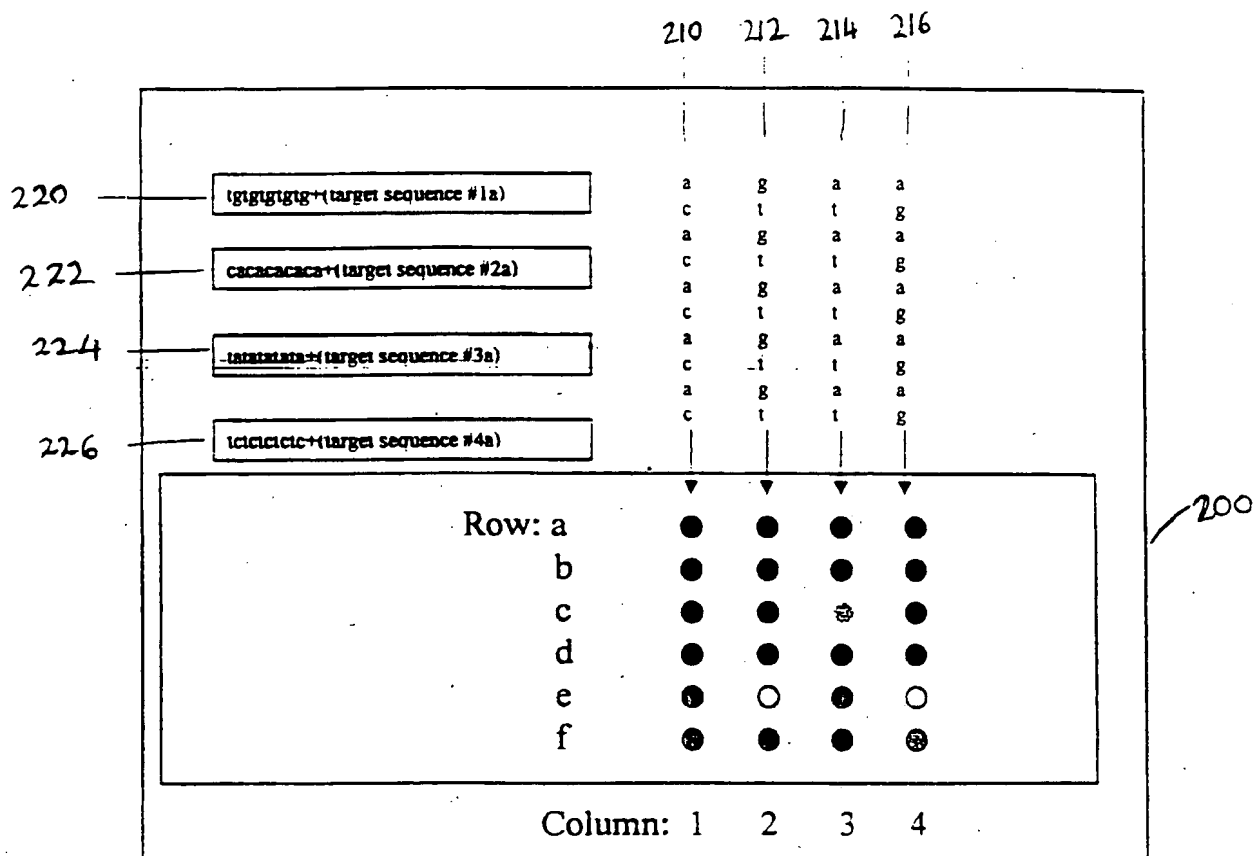 210 212 214 216
220 tgtgtgtgtg+(target sequence #1a)
a g a a
c t t g
a g a a
222 cacacacaca+(target sequence #2a)
c t t g
a g a a
c t t g
224 tatatatata+(target sequence #3a)
a g a a
c t t g
a g a a
226 tctctctctc+(target sequence #4a)
c t t g
200
Row: a
b
c
d
e
f
Column: 1 2 3 4